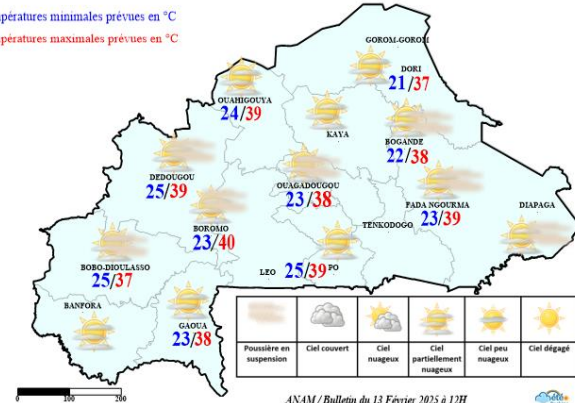 pératures minimales prévues en °C
pératures maximales prévues en °C
GOROM-GOROM
DORI
21/37
OUAHIGOUYA
24/39
KAYA
BOGANDE
22/38
DEDOUGOU
25/39
OUAGADOUGOU
23/38
FADA NGOURMA
23/39
DIAPAGA
BOROMO
23/40
TENKODOGO
BOBO-DIOULASSO
25/37
LEO
25/39 PO
BANFORA
GAOUA
23/38
Poussière en suspension
Ciel couvert
Ciel nuageux
Ciel partiellement nuageux
Ciel peu nuageux
Ciel dégagé
0 100 200
ANAM / Bulletin du 13 Février 2025 à 12H